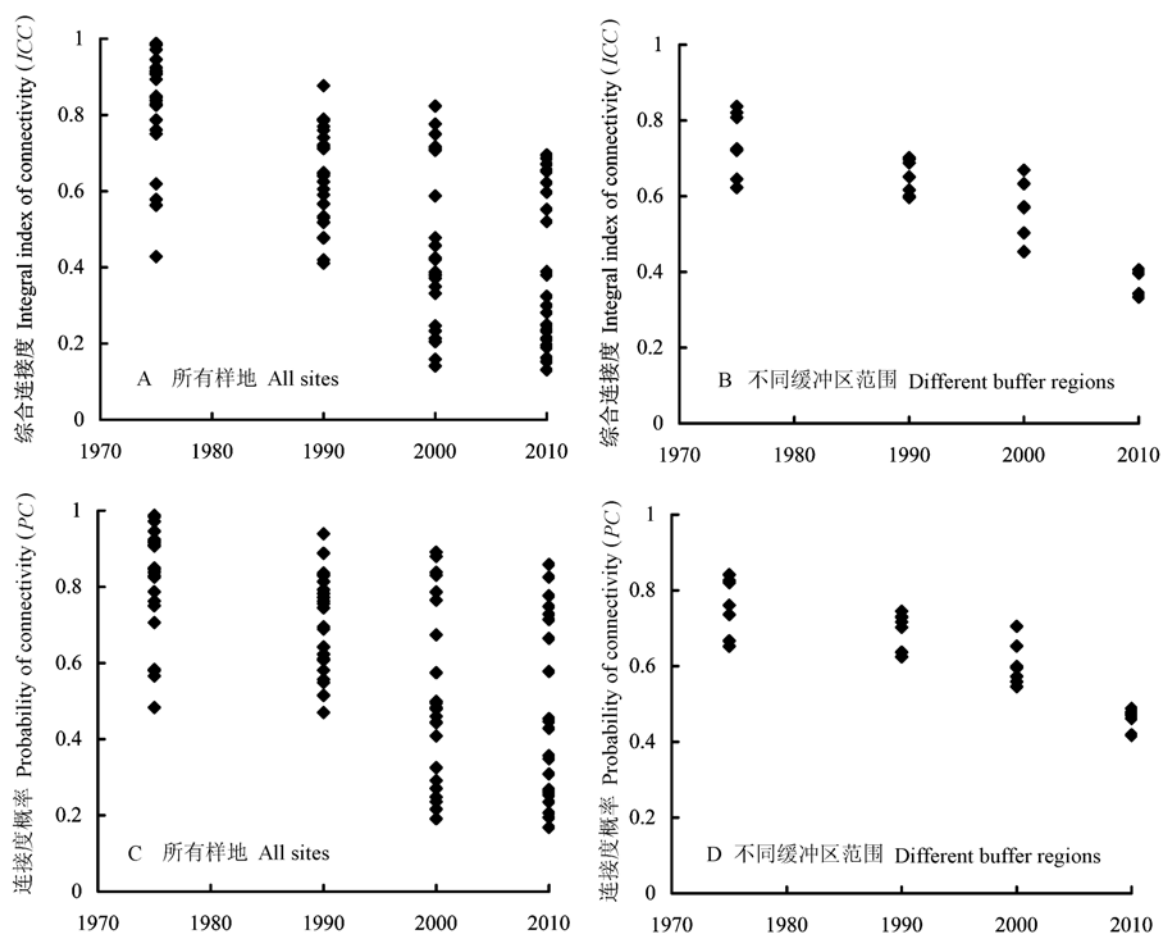 综合连接度 Integral index of connectivity (ICC)
1
0.8
0.6
0.4
0.2
0
A 所有样地 All sites
1970 1980 1990 2000 2010
综合连接度 Integral index of connectivity (ICC)
1
0.8
0.6
0.4
0.2
0
B 不同缓冲区范围 Different buffer regions
1970 1980 1990 2000 2010
连接度概率 Probability of connectivity (PC)
1
0.8
0.6
0.4
0.2
0
C 所有样地 All sites
1970 1980 1990 2000 2010
连接度概率 Probability of connectivity (PC)
1
0.8
0.6
0.4
0.2
0
D 不同缓冲区范围 Different buffer regions
1970 1980 1990 2000 2010